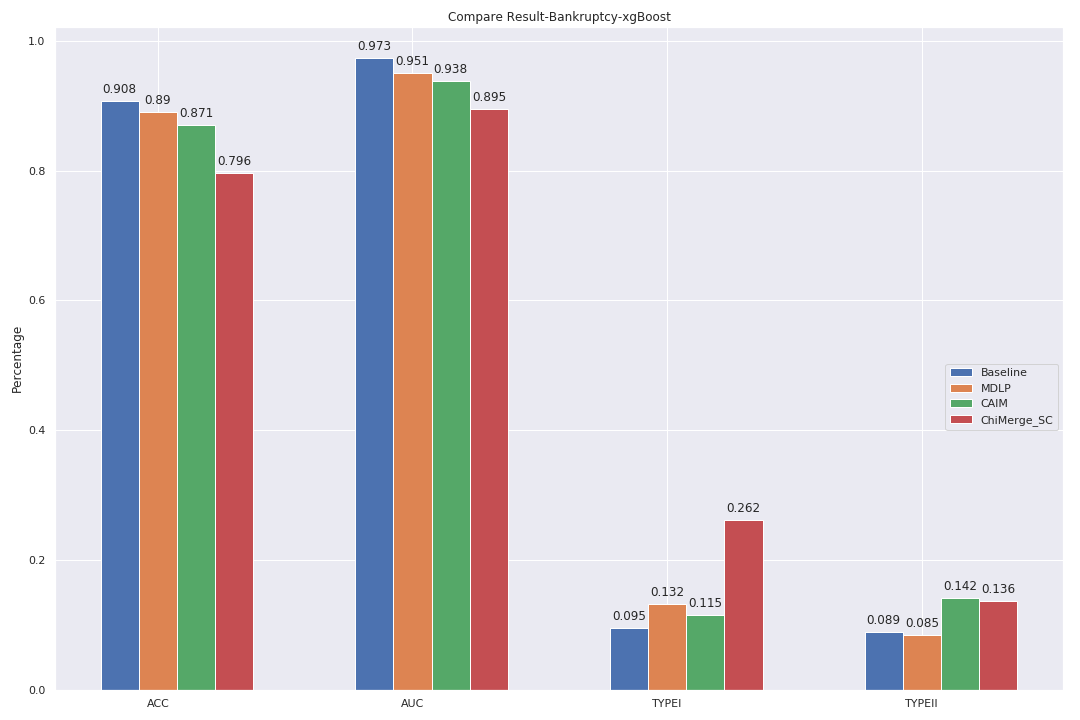 Compare Result-Bankruptcy-xgBoost
Percentage
1.0
0.8
0.6
0.4
0.2
0.0
0.908
0.89
0.871
0.796
0.973
0.951
0.938
0.895
0.095
0.132
0.115
0.262
0.089
0.085
0.142
0.136
ACC
AUC
TYPEI
TYPEII
Baseline
MDLP
CAIM
ChiMerge_SC